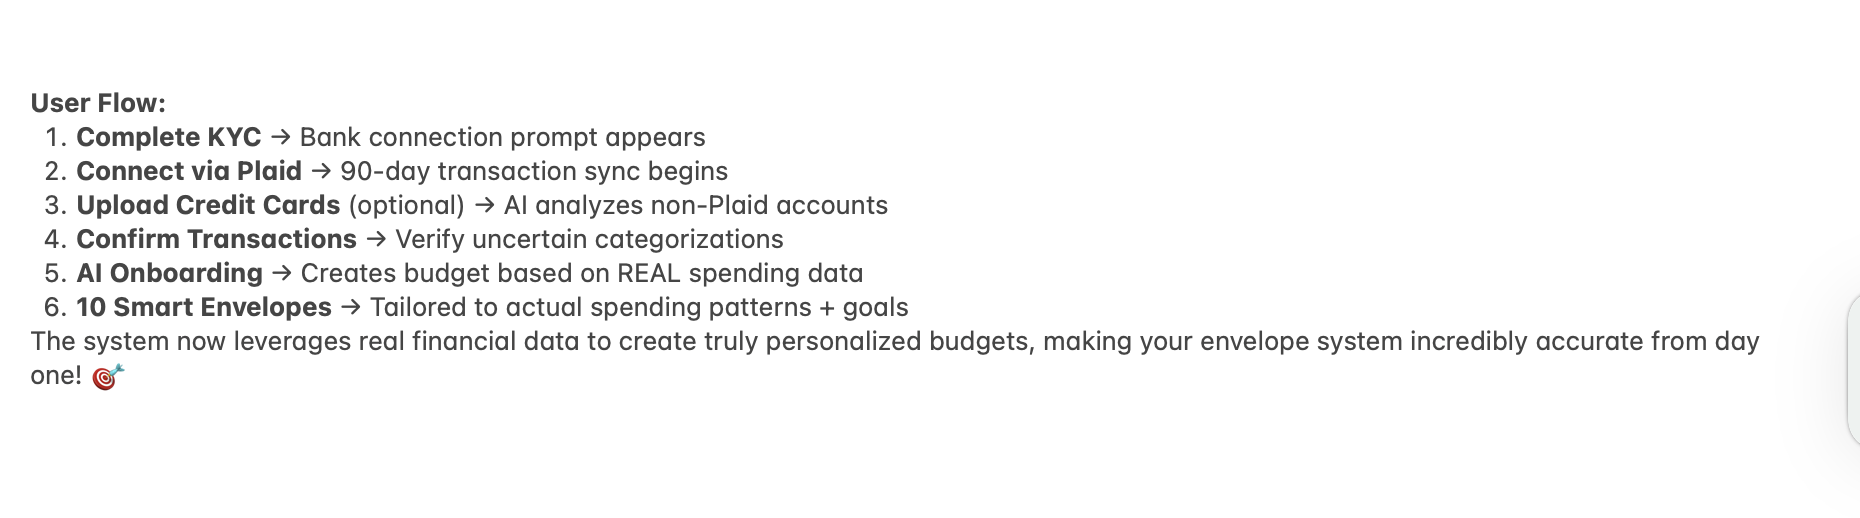 User Flow:
1. Complete KYC → Bank connection prompt appears
2. Connect via Plaid → 90-day transaction sync begins
3. Upload Credit Cards (optional) → AI analyzes non-Plaid accounts
4. Confirm Transactions → Verify uncertain categorizations
5. AI Onboarding → Creates budget based on REAL spending data
6. 10 Smart Envelopes → Tailored to actual spending patterns + goals
The system now leverages real financial data to create truly personalized budgets, making your envelope system incredibly accurate from day
one! 🎯